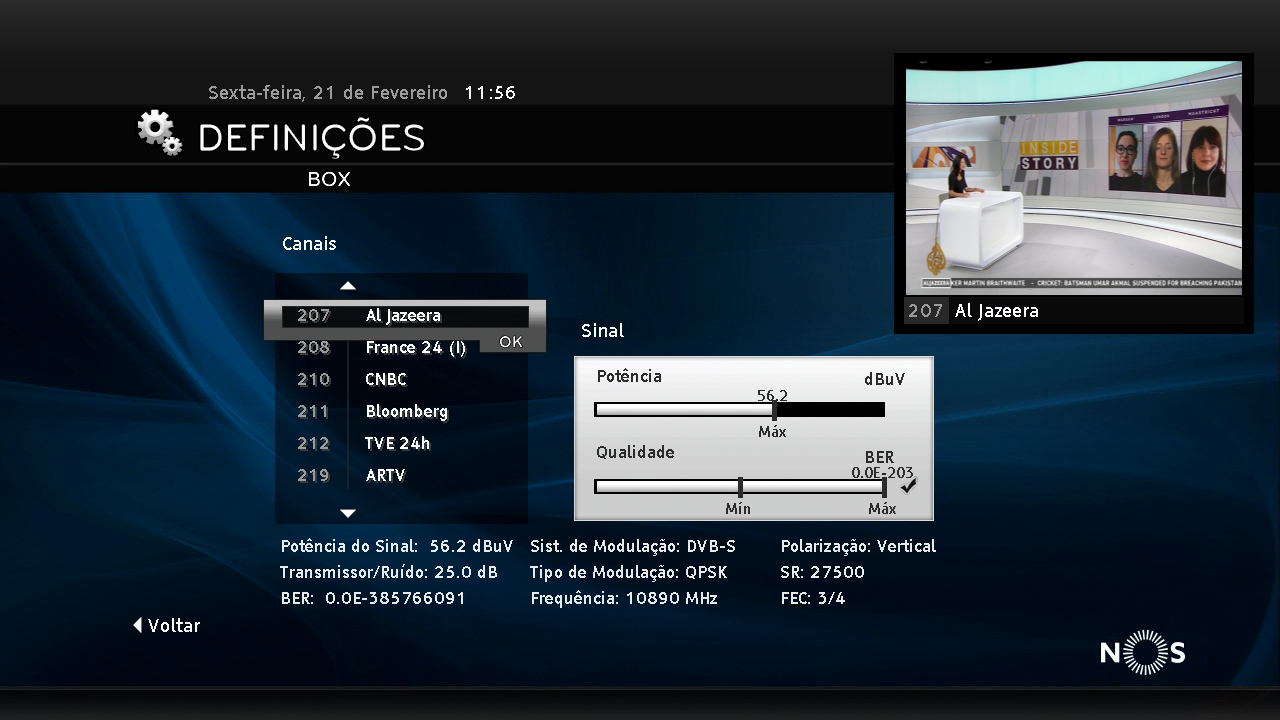 Sexta-feira, 21 de Fevereiro 11:56
DEFINIÇÕES
BOX
WARSAW LONDON MAASTRICHT
INSIDE
STORY
ALJAZEERA KER MARTIN BRAITHWAITE - CRICKET: BATSMAN UMAR AKMAL SUSPENDED FOR BREACHING PAKISTAN
207 Al Jazeera
Canais
207 Al Jazeera
OK
208 France 24 (I)
210 CNBC
211 Bloomberg
212 TVE 24h
219 ARTV
Sinal
Potência dBuV
56.2
Máx
Qualidade BER
0.0E-203
Mín Máx
Potência do Sinal: 56.2 dBuV Sist. de Modulação: DVB-S Polarização: Vertical
Transmissor/Ruído: 25.0 dB Tipo de Modulação: QPSK SR: 27500
BER: 0.0E-385766091 Frequência: 10890 MHz FEC: 3/4
Voltar
NOS